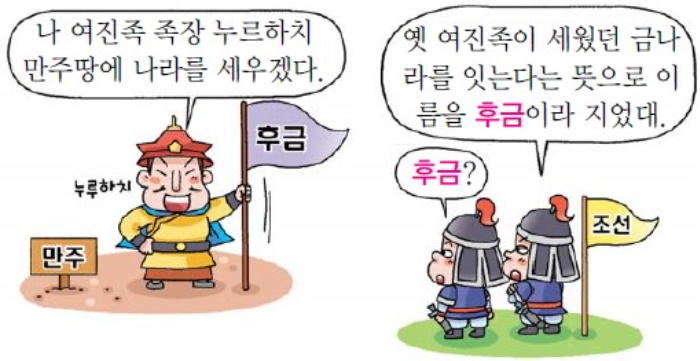 나 여진족 족장 누르하치
만주땅에 나라를 세우겠다.
후금
누루하치
만주
옛 여진족이 세웠던 금나
라를 잇는다는 뜻으로 이
름을 후금이라 지었대.
후금?
조선